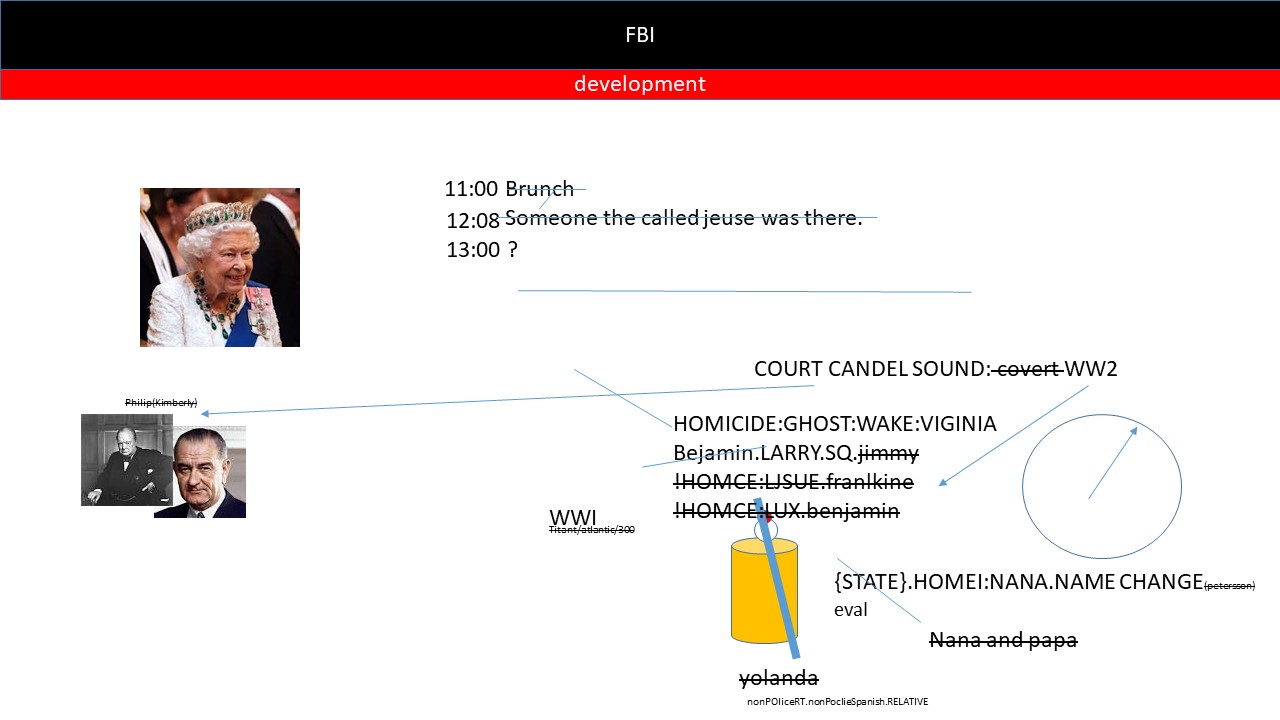 FBI
development
11:00 Brunch
12:08 Someone the called jeuse was there.
13:00 ?
COURT CANDEL SOUND: covert WW2
Philip(Kimberly)
HOMICIDE:GHOST:WAKE:VIGINIA
Bejamin.LARRY.SQ.jimmy
!HOMCE:LJSUE.franlkine
!HOMCE:LUX.benjamin
WWI
Titant/atlantic/300
{STATE}.HOMEI:NANA.NAME CHANGE(petersson)
eval
Nana and papa
yolanda
nonPOliceRT.nonPoclieSpanish.RELATIVE